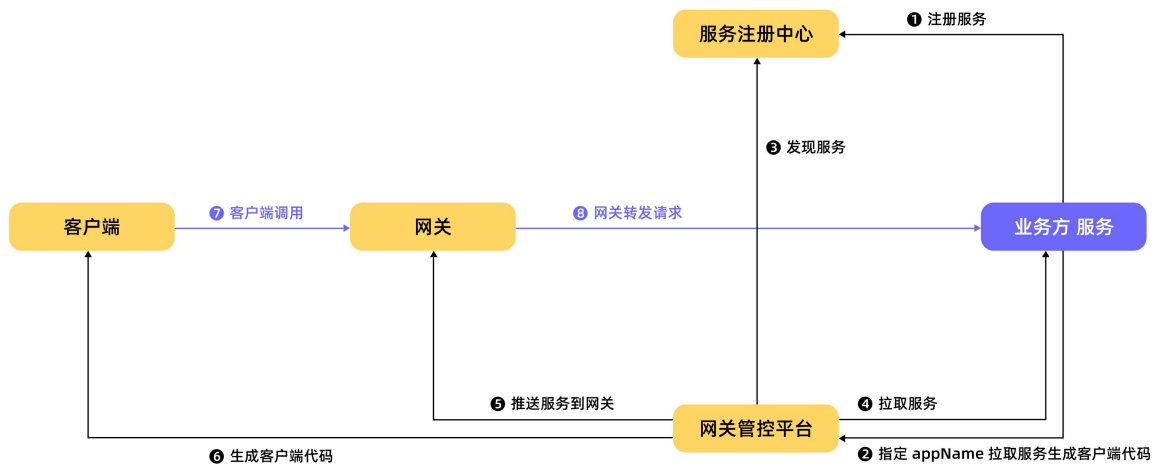 ❶ 注册服务
服务注册中心
❸ 发现服务
客户端
❼ 客户端调用
网关
❽ 网关转发请求
业务方 服务
❺ 推送服务到网关
网关管控平台
❹ 拉取服务
❻ 生成客户端代码
❷ 指定 appName 拉取服务生成客户端代码